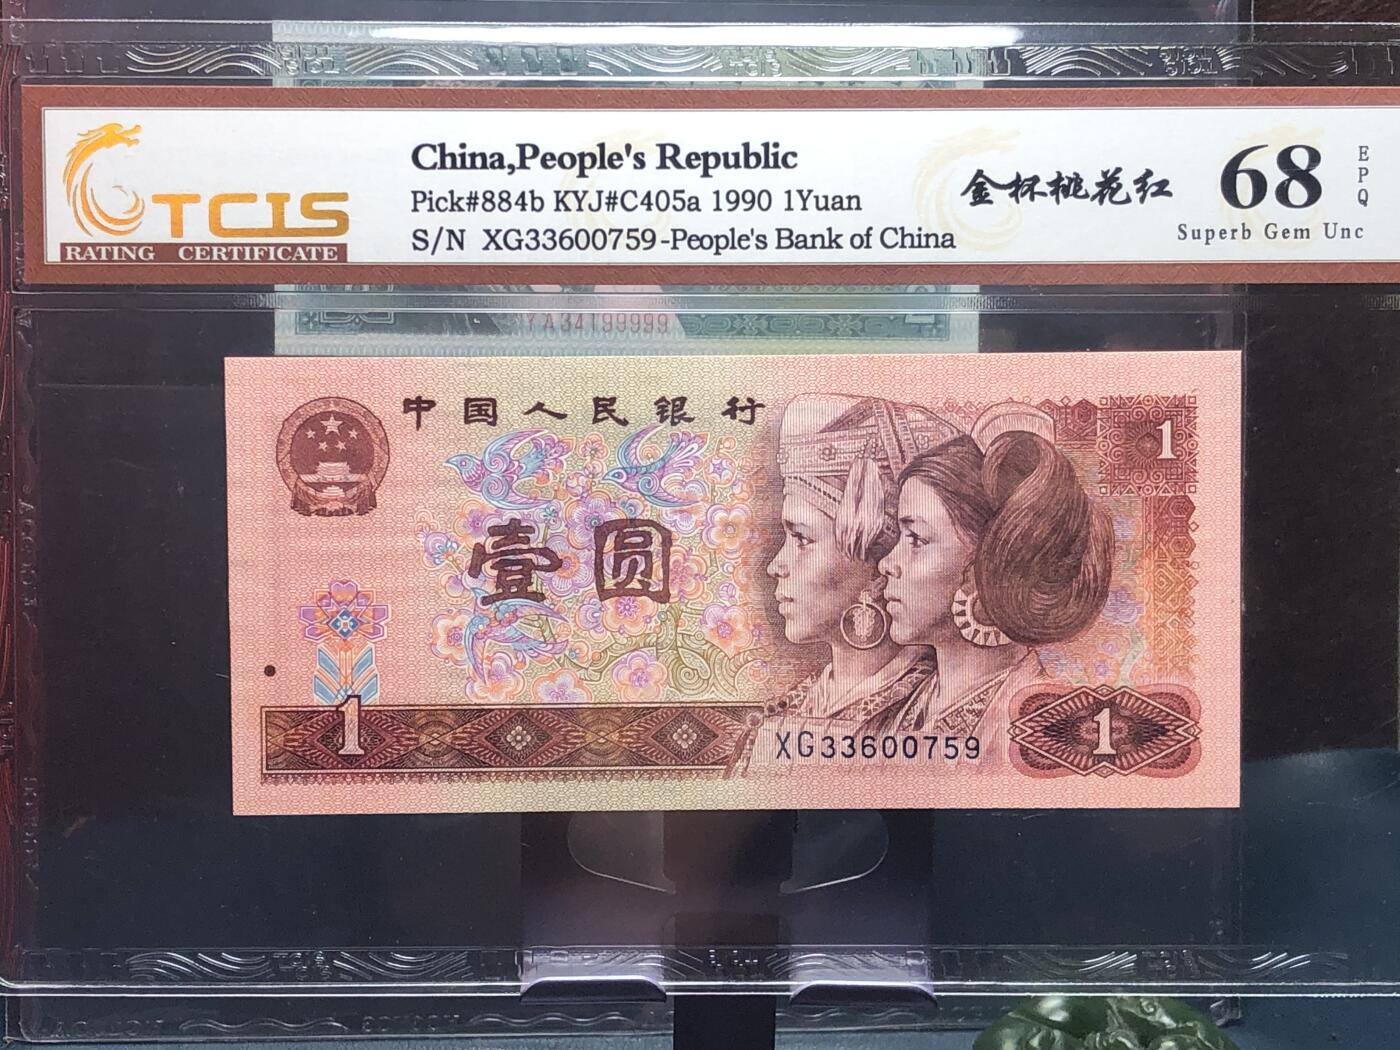 TCIS
RATING CERTIFICATE
China,People's Republic
Pick#884b KYJ#C405a 1990 1Yuan
S/N XG33600759-People's Bank of China
金杯桃花红
68
EPQ
Superb Gem Unc
YA34199999
中国人民银行
1
壹圆
1
XG33600759
1